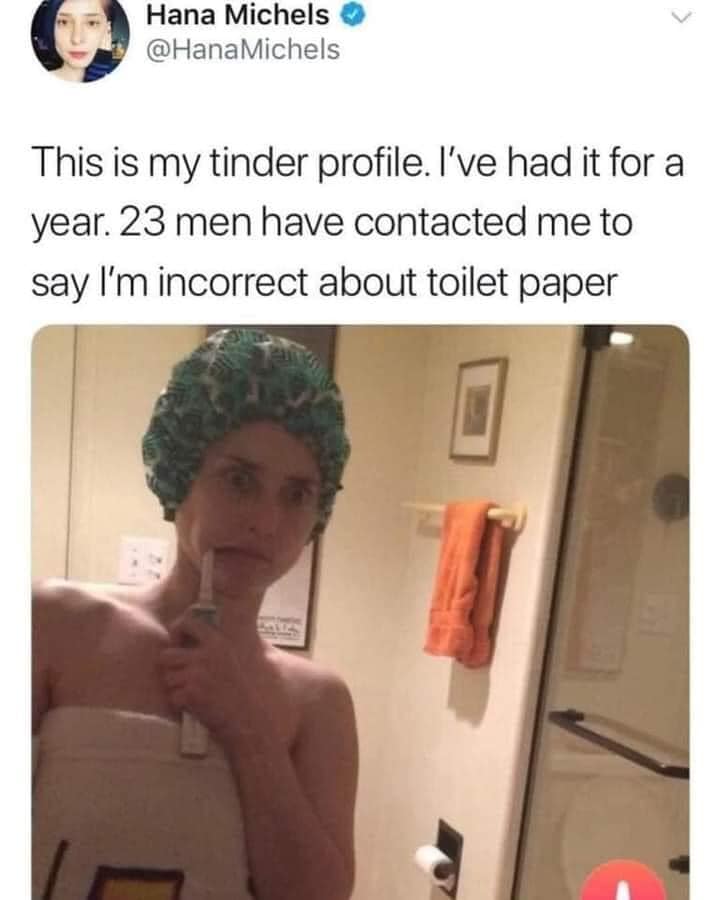 Hana Michels
@HanaMichels
This is my tinder profile. I've had it for a
year. 23 men have contacted me to
say I'm incorrect about toilet paper